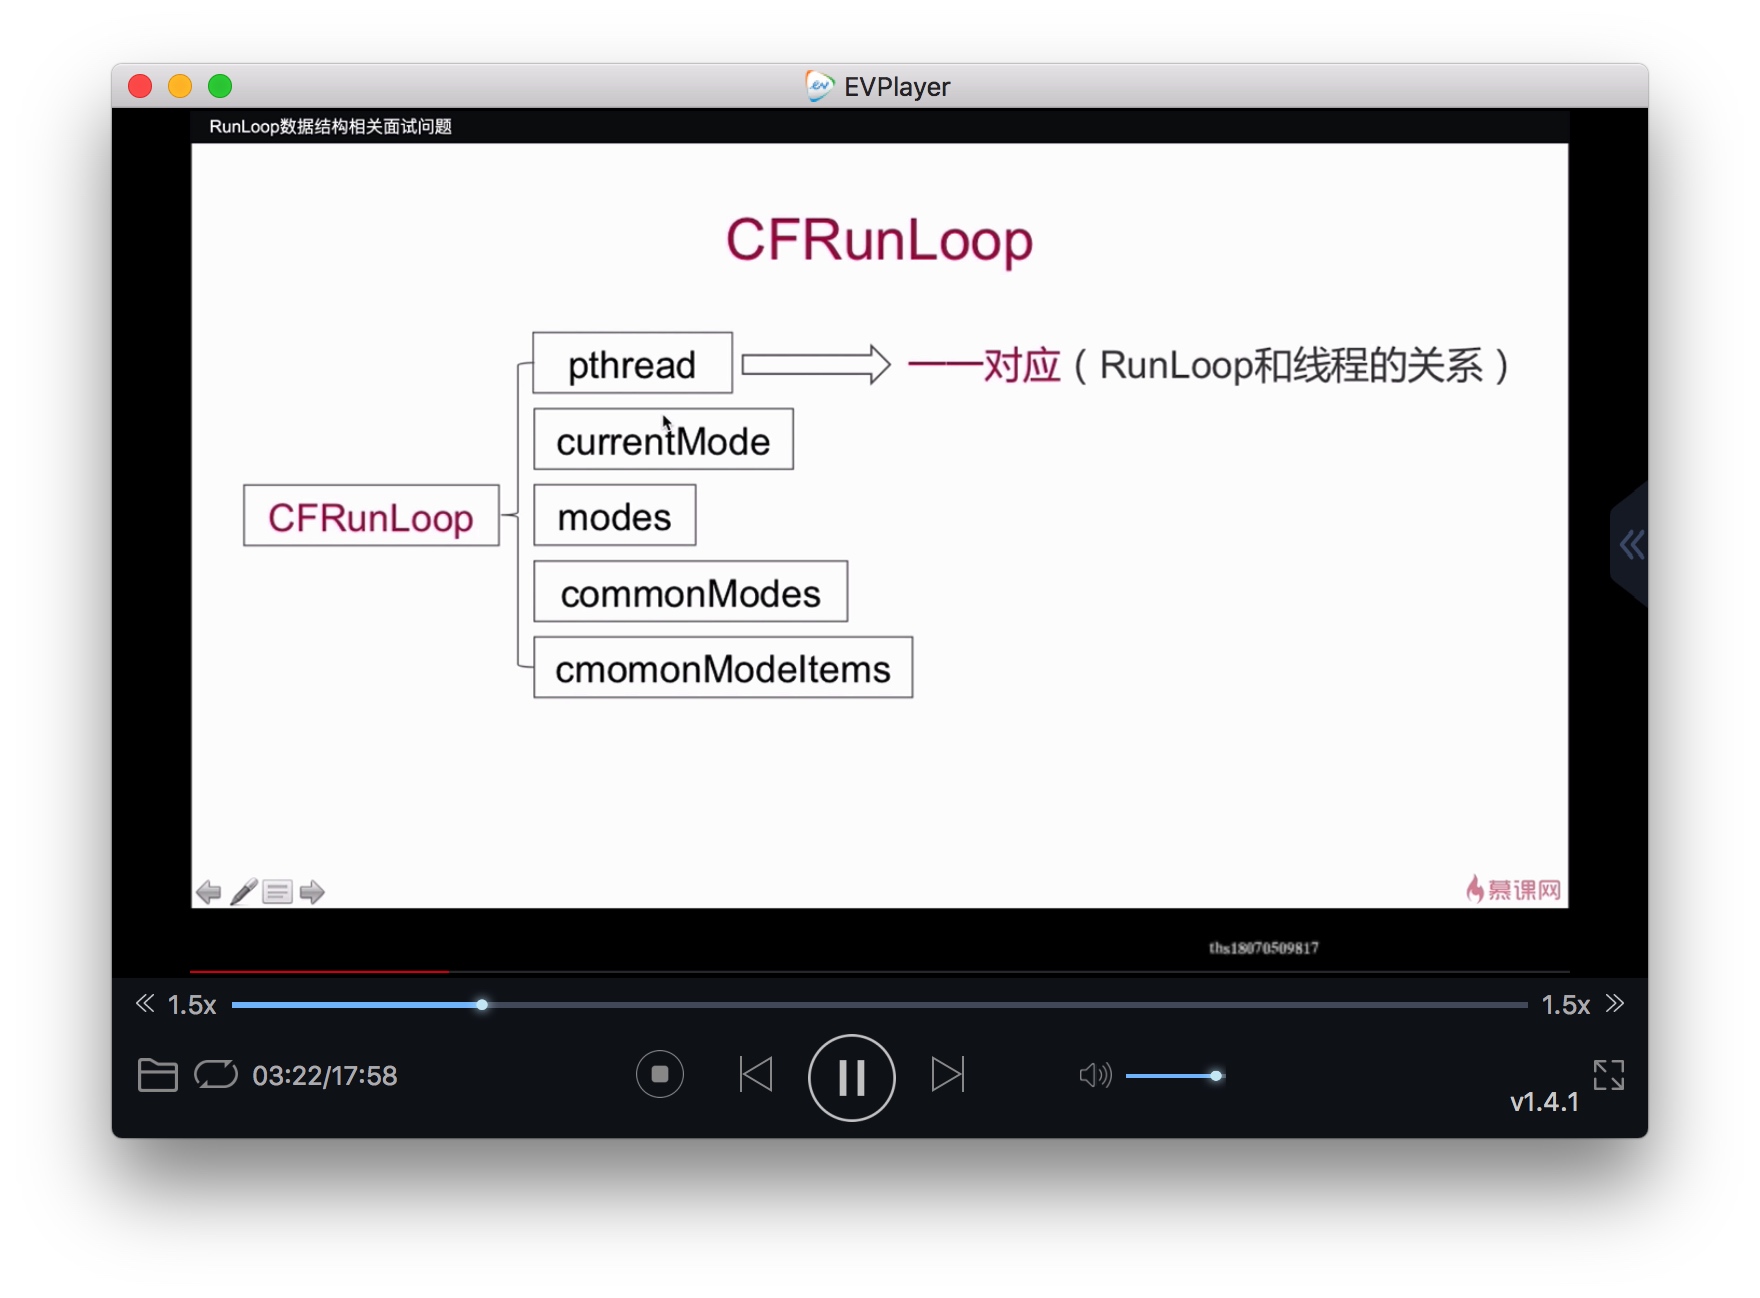 EVPlayer
RunLoop数据结构相关面试问题
CFRunLoop
pthread
一一对应（RunLoop和线程的关系）
currentMode
CFRunLoop
modes
commonModes
cmomonModeItems
慕课网
ths18070509817
1.5x
1.5x
03:22/17:58
v1.4.1